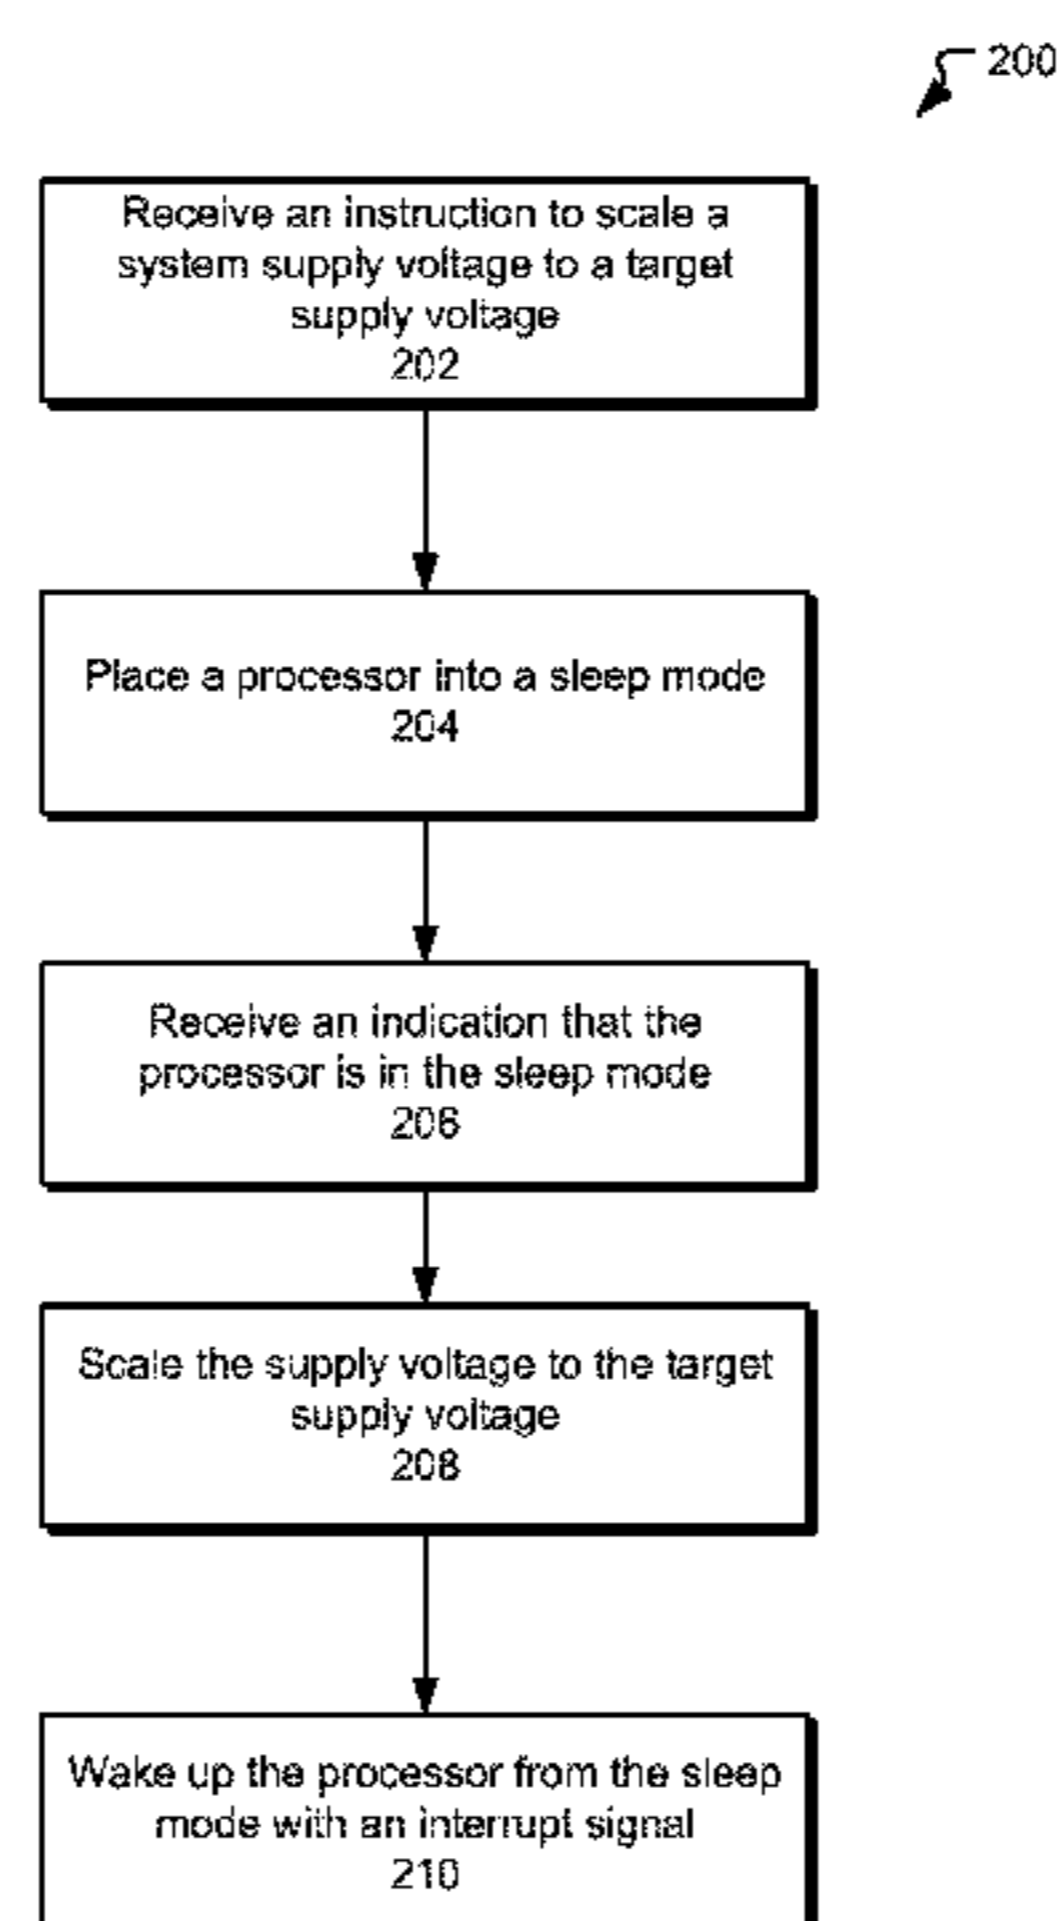 200
Receive an instruction to scale a
system supply voltage to a target
supply voltage
202
Place a processor into a sleep mode
204
Receive an indication that the
processor is in the sleep mode
206
Scale the supply voltage to the target
supply voltage
208
Wake up the processor from the sleep
mode with an interrupt signal
210